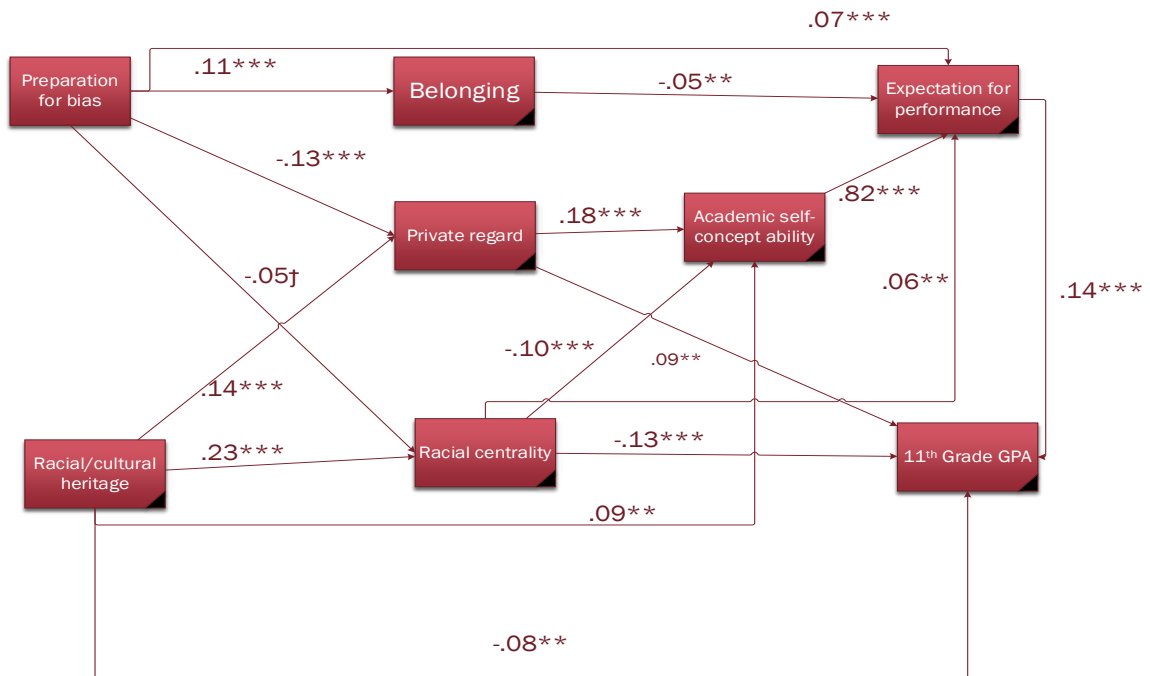 .07***
.11***
Preparation
for bias
Belonging
-.05**
Expectation for
performance
-.13***
.82***
Private regard
.18***
Academic self-
concept ability
-.05†
.06**
.14***
-.10***
.09**
.14***
Racial/cultural
heritage
.23***
Racial centrality
-.13***
11th Grade GPA
.09**
-.08**